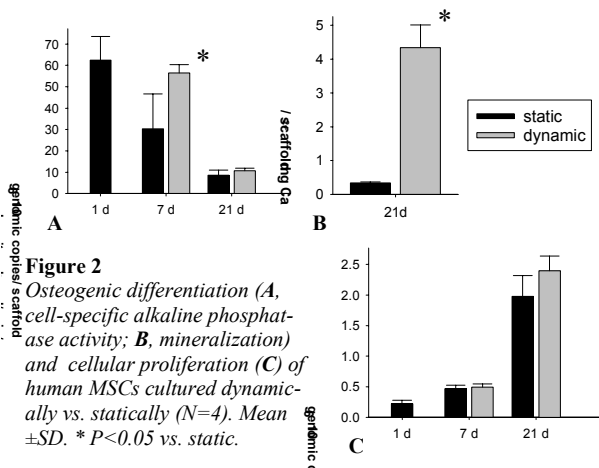 70
60
50
40
30
20
10
0
1 d
7 d
21 d
*
A
5
4
3
2
1
0
21d
*
B
/ scaffold
static
dynamic
Figure 2
Osteogenic differentiation (A,
cell-specific alkaline phosphat-
ase activity; B, mineralization)
and cellular proliferation (C) of
human MSCs cultured dynamic-
ally vs. statically (N=4). Mean
±SD. * P<0.05 vs. static.
copies/ scaffold
2.5
2.0
1.5
1.0
0.5
0.0
1 d
7 d
21 d
C